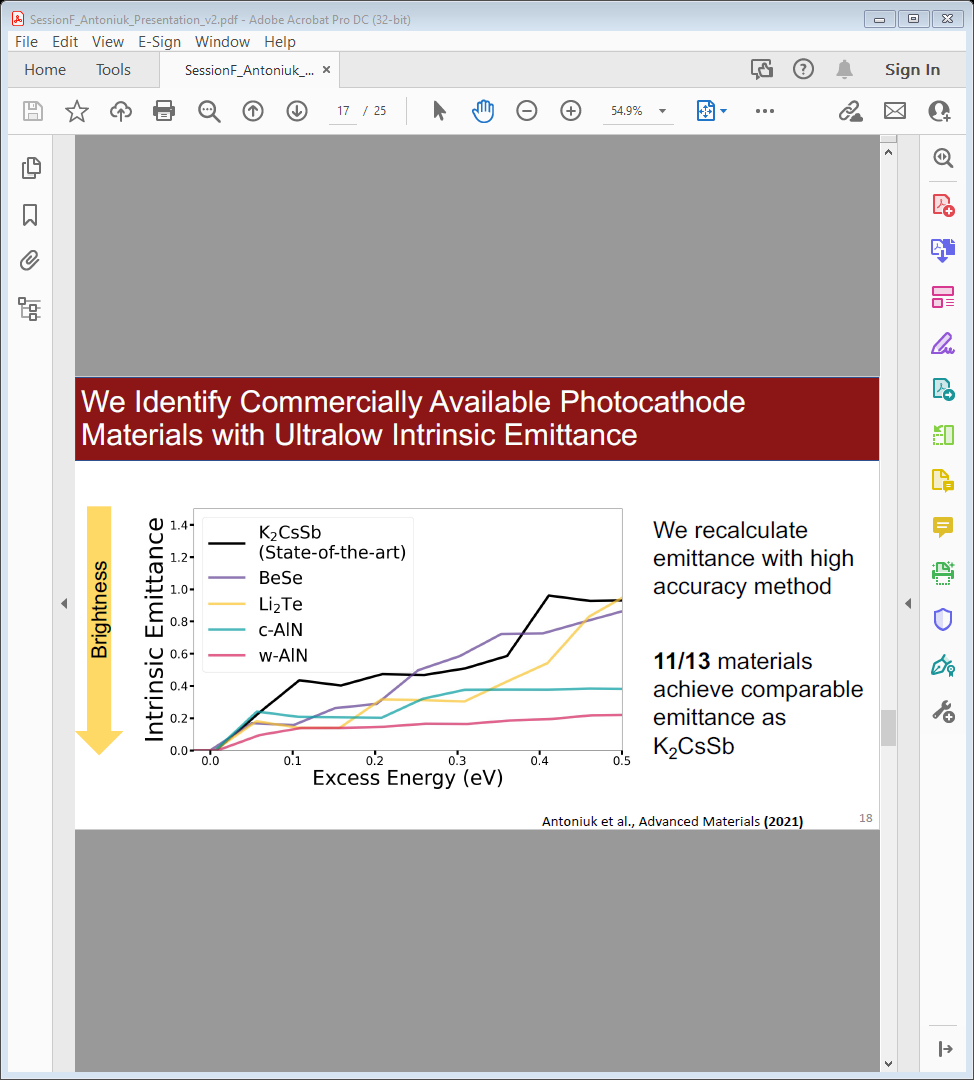 SessionF_Antoniuk_Presentation_v2.pdf - Adobe Acrobat Pro DC (32-bit)
File Edit View E-Sign Window Help
Home Tools SessionF_Antoniuk_... × Sign In
17 / 25 54.9%
We Identify Commercially Available Photocathode
Materials with Ultralow Intrinsic Emittance
Brightness
Intrinsic Emittance
1.4
1.2
1.0
0.8
0.6
0.4
0.2
0.0
K₂CsSb
(State-of-the-art)
BeSe
Li₂Te
c-AlN
w-AlN
0.0 0.1 0.2 0.3 0.4 0.5
Excess Energy (eV)
We recalculate
emittance with high
accuracy method
11/13 materials
achieve comparable
emittance as
K₂CsSb
Antoniuk et al., Advanced Materials (2021)
18